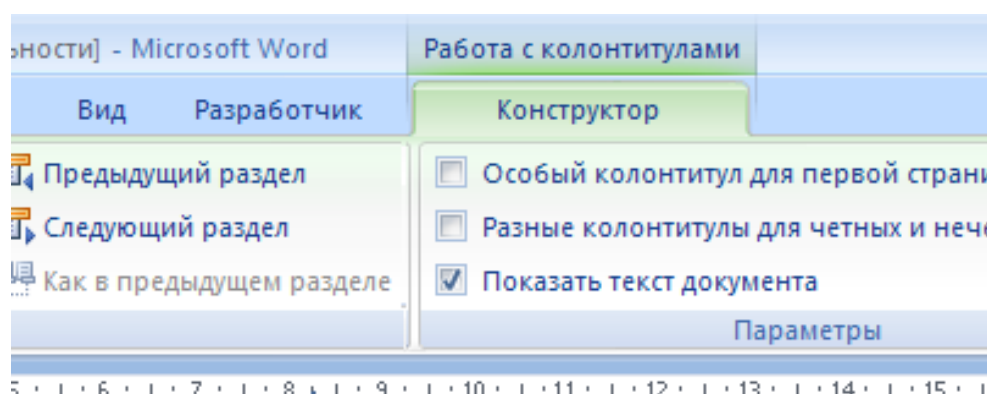 ьности] - Microsoft Word Работа с колонтитулами
Вид Разработчик Конструктор
Предыдущий раздел Особый колонтитул для первой страни
Следующий раздел Разные колонтитулы для четных и нече
Как в предыдущем разделе Показать текст документа
Параметры
5 6 7 8 9 10 11 12 13 14 15